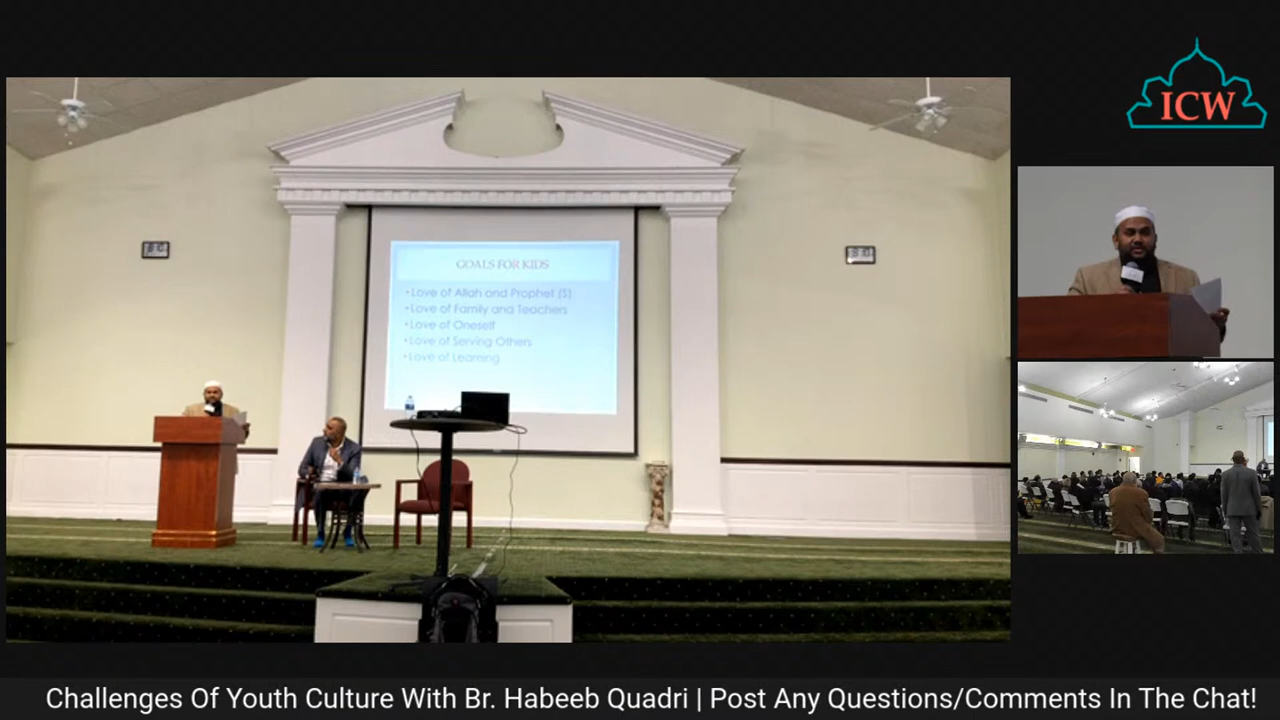 ICW
GOALS FOR KIDS
•Love of Allah and Prophet (S)
•Love of Family and Teachers
•Love of Oneself
•Love of Serving Others
•Love of Learning
Challenges Of Youth Culture With Br. Habeeb Quadri | Post Any Questions/Comments In The Chat!